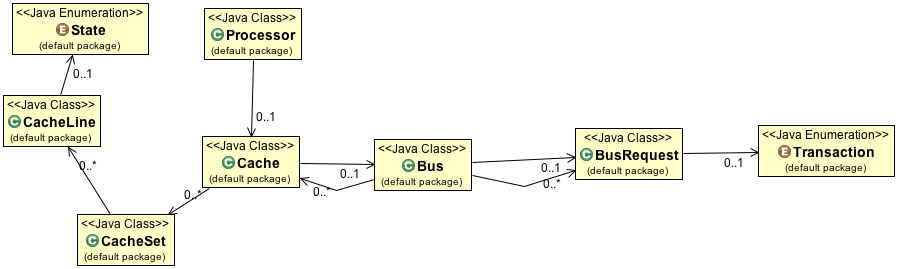 <<Java Enumeration>>
E State
(default package)
<<Java Class>>
C Processor
(default package)
0..1
<<Java Class>>
C CacheLine
(default package)
0..1
<<Java Class>>
C Cache
(default package)
<<Java Class>>
C Bus
(default package)
<<Java Class>>
C BusRequest
(default package)
<<Java Enumeration>>
E Transaction
(default package)
0..*
0..1
0..1
0..1
0..*
0..*
0..*
<<Java Class>>
C CacheSet
(default package)